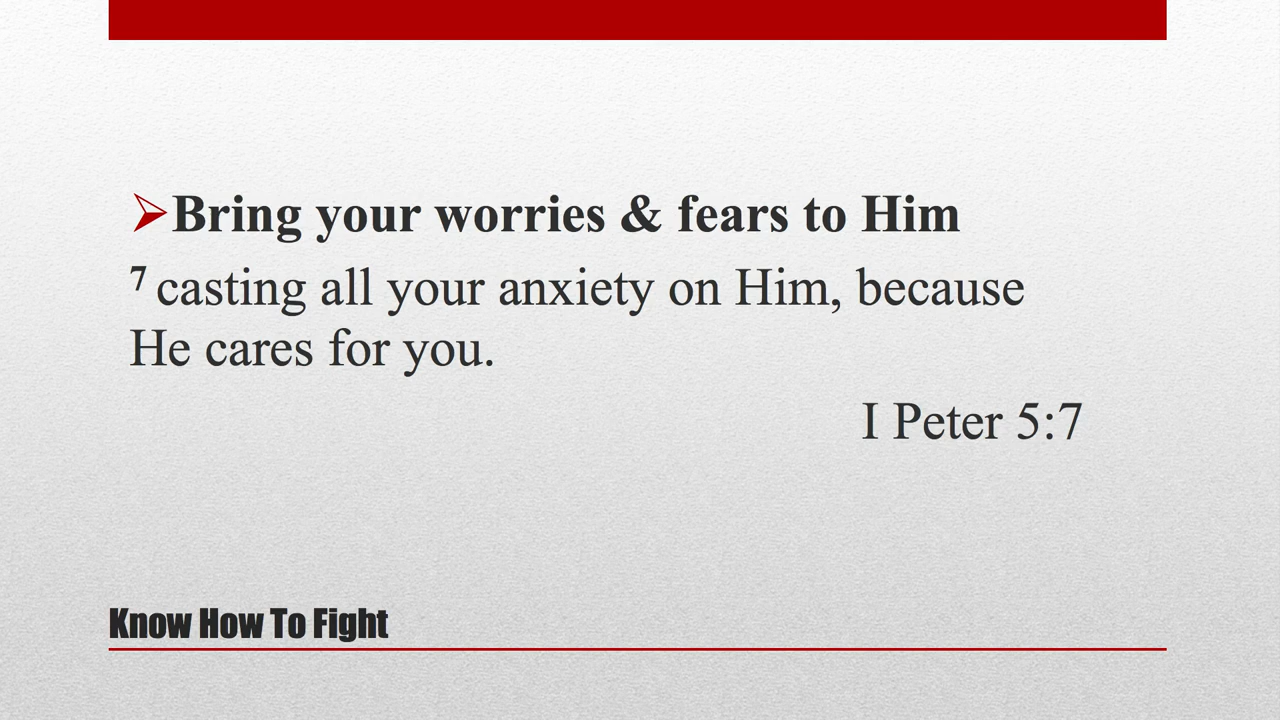 ➢Bring your worries & fears to Him
7 casting all your anxiety on Him, because
He cares for you.
I Peter 5:7
Know How To Fight